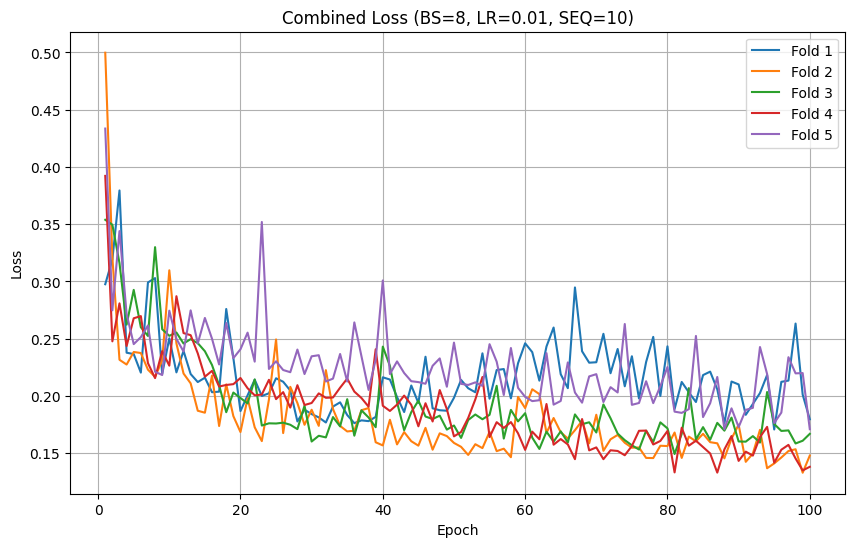 Combined Loss (BS=8, LR=0.01, SEQ=10)
Loss
0.50
0.45
0.40
0.35
0.30
0.25
0.20
0.15
Fold 1
Fold 2
Fold 3
Fold 4
Fold 5
0
20
40
60
80
100
Epoch